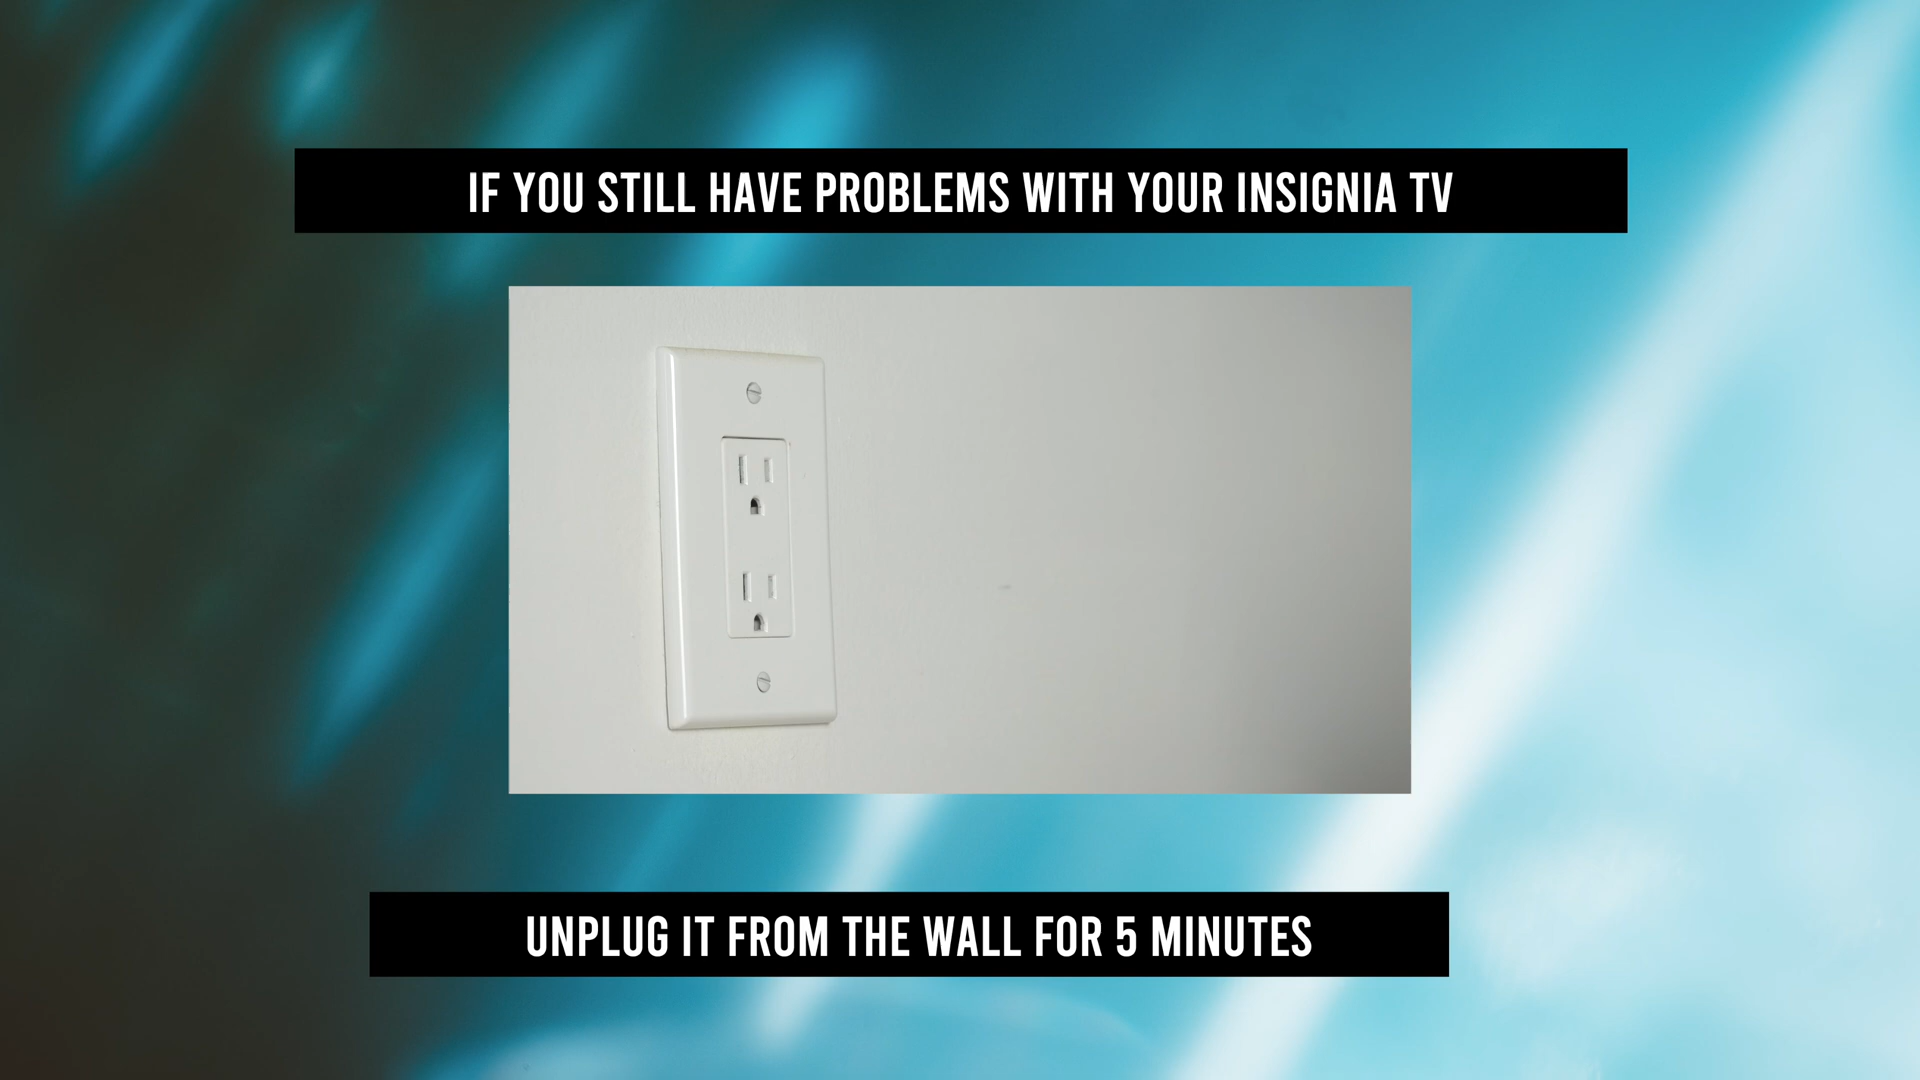 IF YOU STILL HAVE PROBLEMS WITH YOUR INSIGNIA TV
UNPLUG IT FROM THE WALL FOR 5 MINUTES